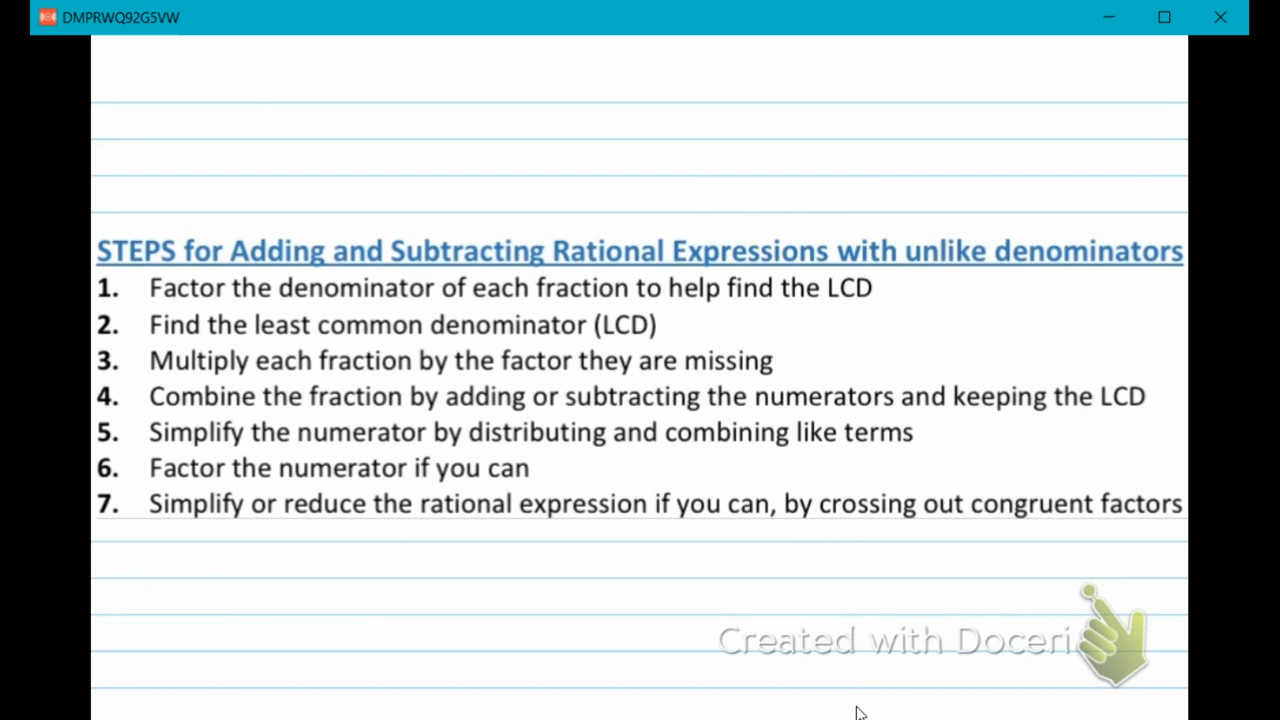 DMPRWQ92G5VW
STEPS for Adding and Subtracting Rational Expressions with unlike denominators
1. Factor the denominator of each fraction to help find the LCD
2. Find the least common denominator (LCD)
3. Multiply each fraction by the factor they are missing
4. Combine the fraction by adding or subtracting the numerators and keeping the LCD
5. Simplify the numerator by distributing and combining like terms
6. Factor the numerator if you can
7. Simplify or reduce the rational expression if you can, by crossing out congruent factors
Created with Doceri